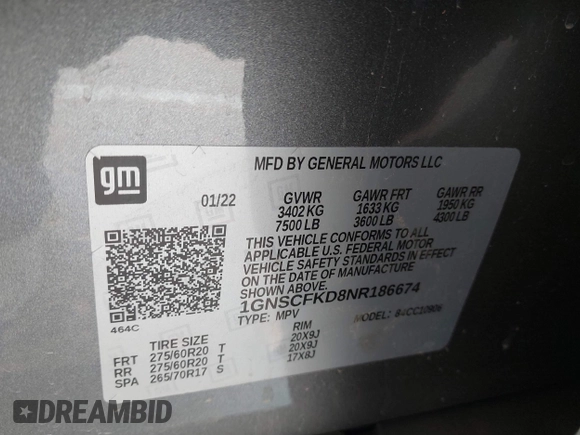 gm
MFD BY GENERAL MOTORS LLC
01/22 GVWR GAWR FRT GAWR RR
3402 KG 1633 KG 1950 KG
7500 LB 3600 LB 4300 LB
THIS VEHICLE CONFORMS TO ALL
APPLICABLE U.S. FEDERAL MOTOR
VEHICLE SAFETY STANDARDS IN EFFECT
ON THE DATE OF MANUFACTURE
SHOWN ABOVE.
1GNSCFKD8NR186674
TYPE: MPV MODEL:
464C
TIRE SIZE RIM
FRT 275/60R20 T 20X9J
RR 275/60R20 T 20X9J
SPA 265/70R17 S 17X8J
DREAMBID